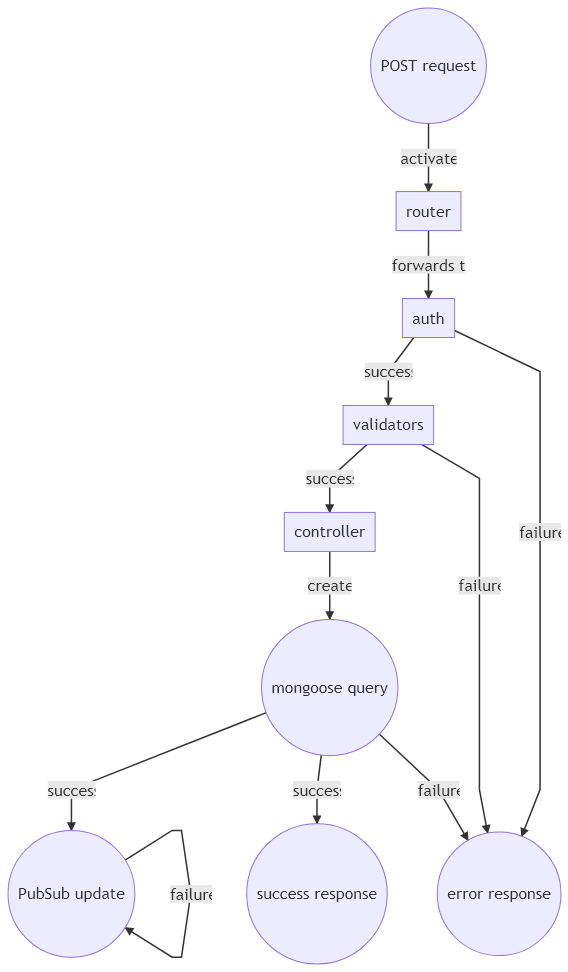 POST request
activate
router
forwards t
auth
success
validators
success
failure
controller
failure
create
mongoose query
success
success
failure
PubSub update
failure
success response
error response